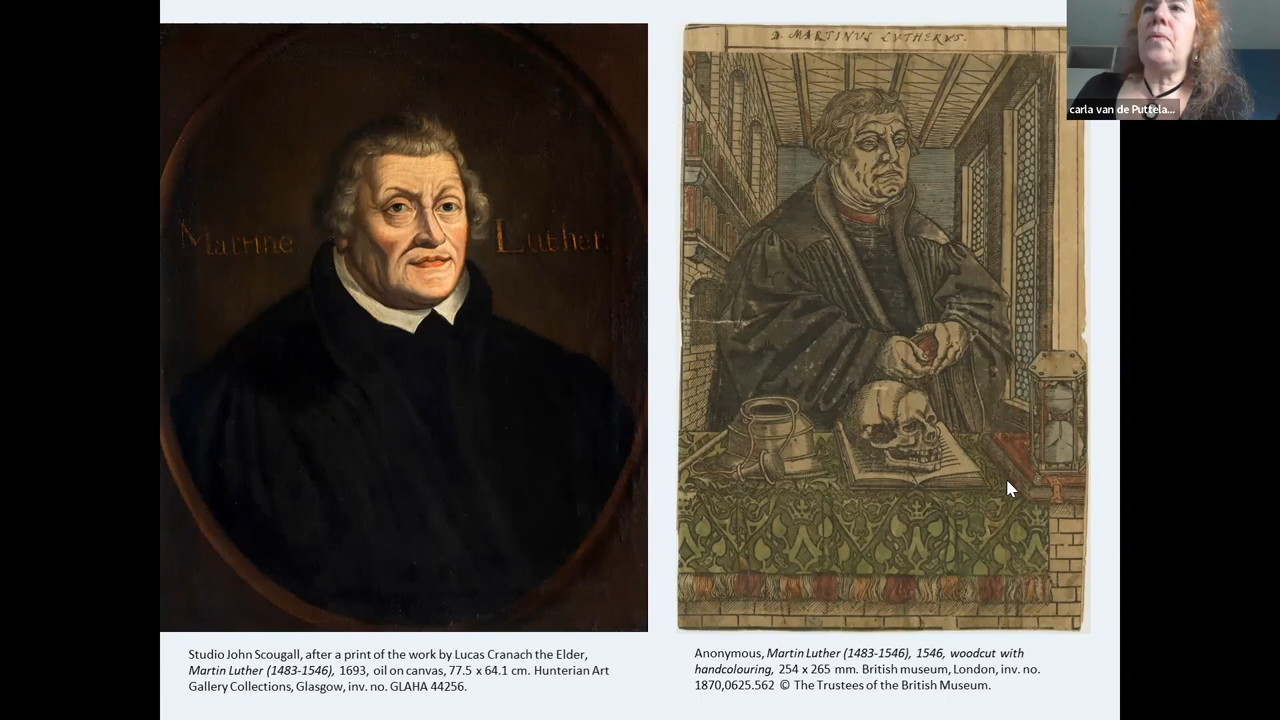 Martine Luther
D. MARTINVS LVTHERVS.
carla van de Puttela...
Studio John Scougall, after a print of the work by Lucas Cranach the Elder,
Martin Luther (1483-1546), 1693, oil on canvas, 77.5 x 64.1 cm. Hunterian Art
Gallery Collections, Glasgow, inv. no. GLAHA 44256.
Anonymous, Martin Luther (1483-1546), 1546, woodcut with
handcolouring, 254 x 265 mm. British museum, London, inv. no.
1870,0625.562 © The Trustees of the British Museum.